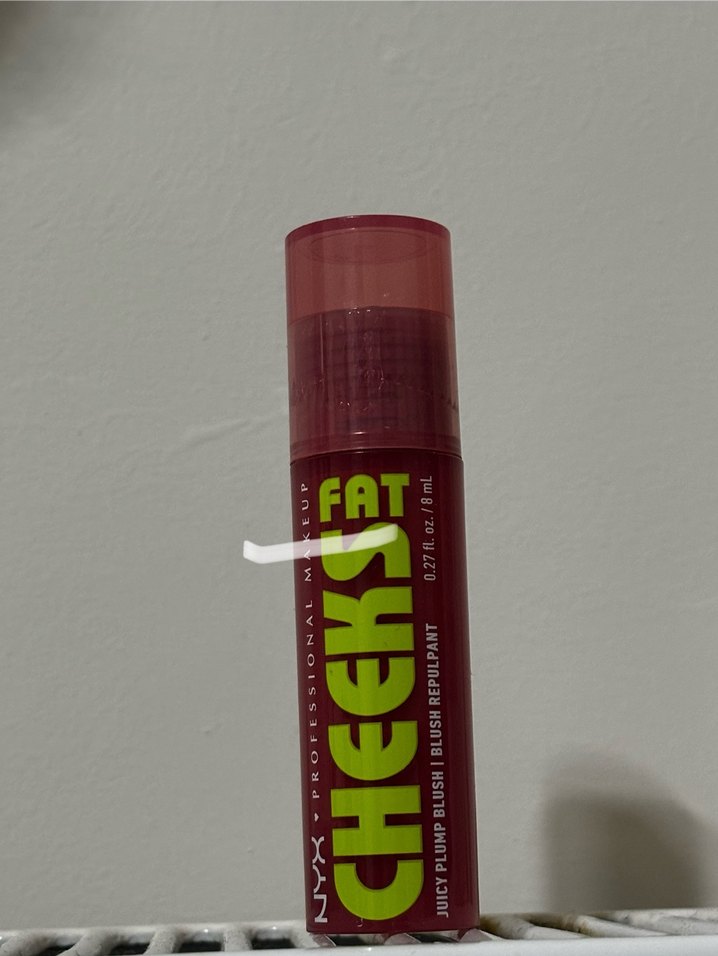 FAT
CHEEKS
NYX PROFESSIONAL MAKEUP
JUICY PLUMP BLUSH | BLUSH REPULPANT
0.27 fl. oz. / 8 mL